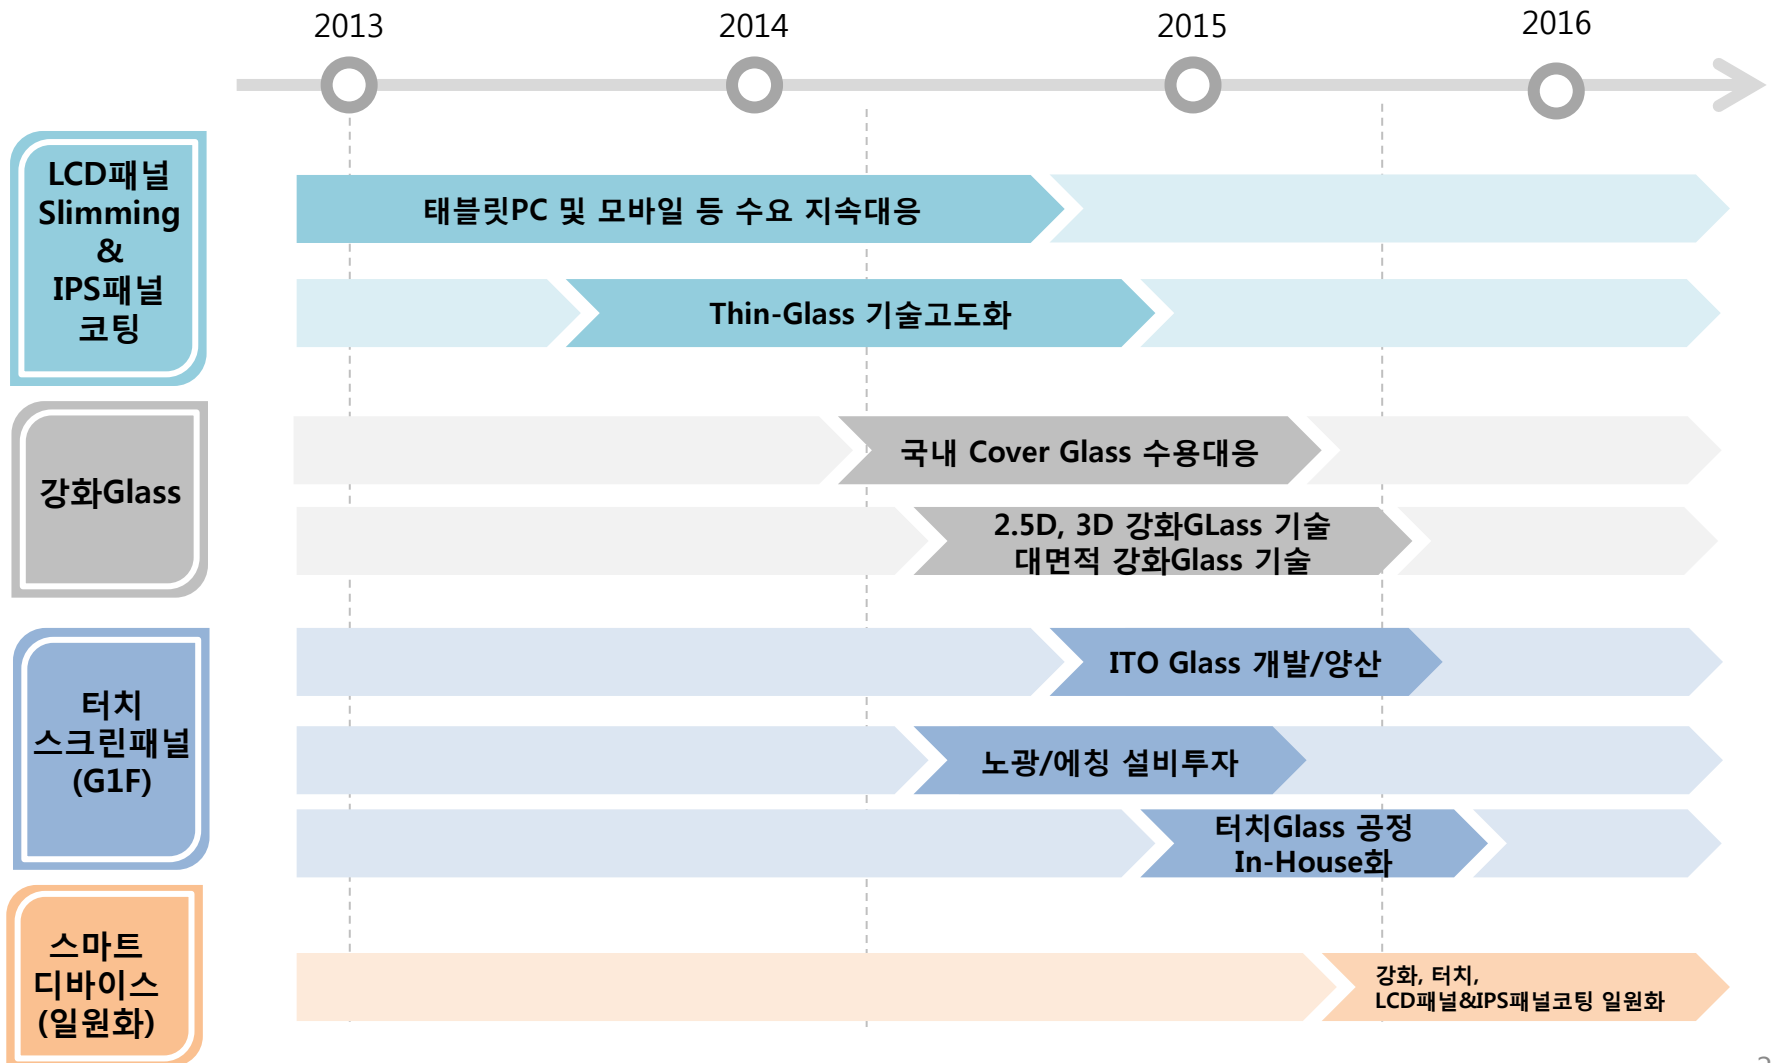 2013
2014
2015
2016
LCD패널
Slimming
&
IPS패널
코팅
태블릿PC 및 모바일 등 수요 지속대응
Thin-Glass 기술고도화
강화Glass
국내 Cover Glass 수용대응
2.5D, 3D 강화GLass 기술
대면적 강화Glass 기술
터치
스크린패널
(G1F)
ITO Glass 개발/양산
노광/에칭 설비투자
터치Glass 공정
In-House화
스마트
디바이스
(일원화)
강화, 터치,
LCD패널&IPS패널코팅 일원화